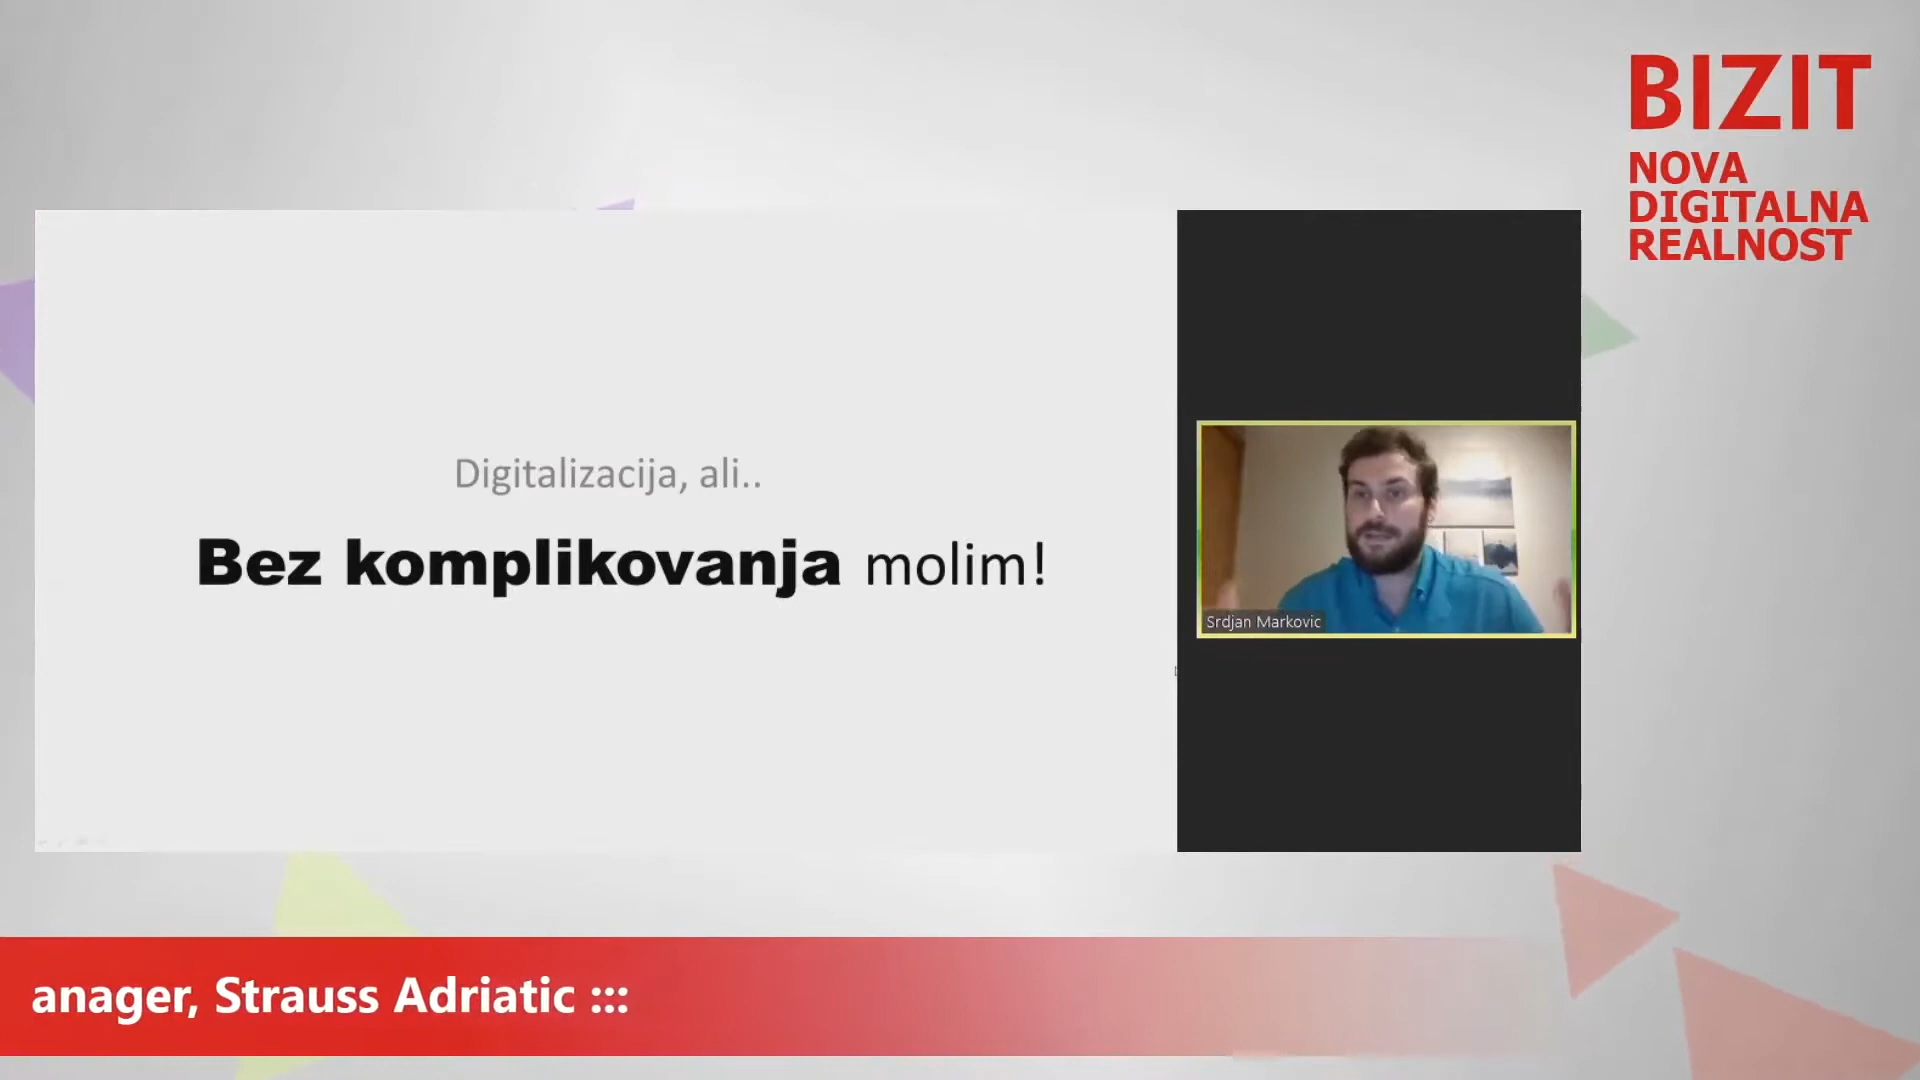 BIZIT
NOVA
DIGITALNA
REALNOST
Digitalizacija, ali..
Bez komplikovanja molim!
Srdjan Markovic
anager, Strauss Adriatic :::